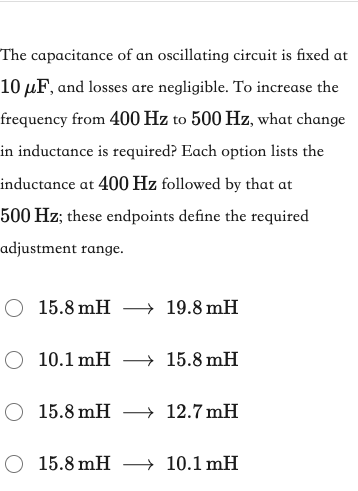 The capacitance of an oscillating circuit is fixed at
10 μF, and losses are negligible. To increase the
frequency from 400 Hz to 500 Hz, what change
in inductance is required? Each option lists the
inductance at 400 Hz followed by that at
500 Hz; these endpoints define the required
adjustment range.
15.8 mH ⟶ 19.8 mH
10.1 mH ⟶ 15.8 mH
15.8 mH ⟶ 12.7 mH
15.8 mH ⟶ 10.1 mH